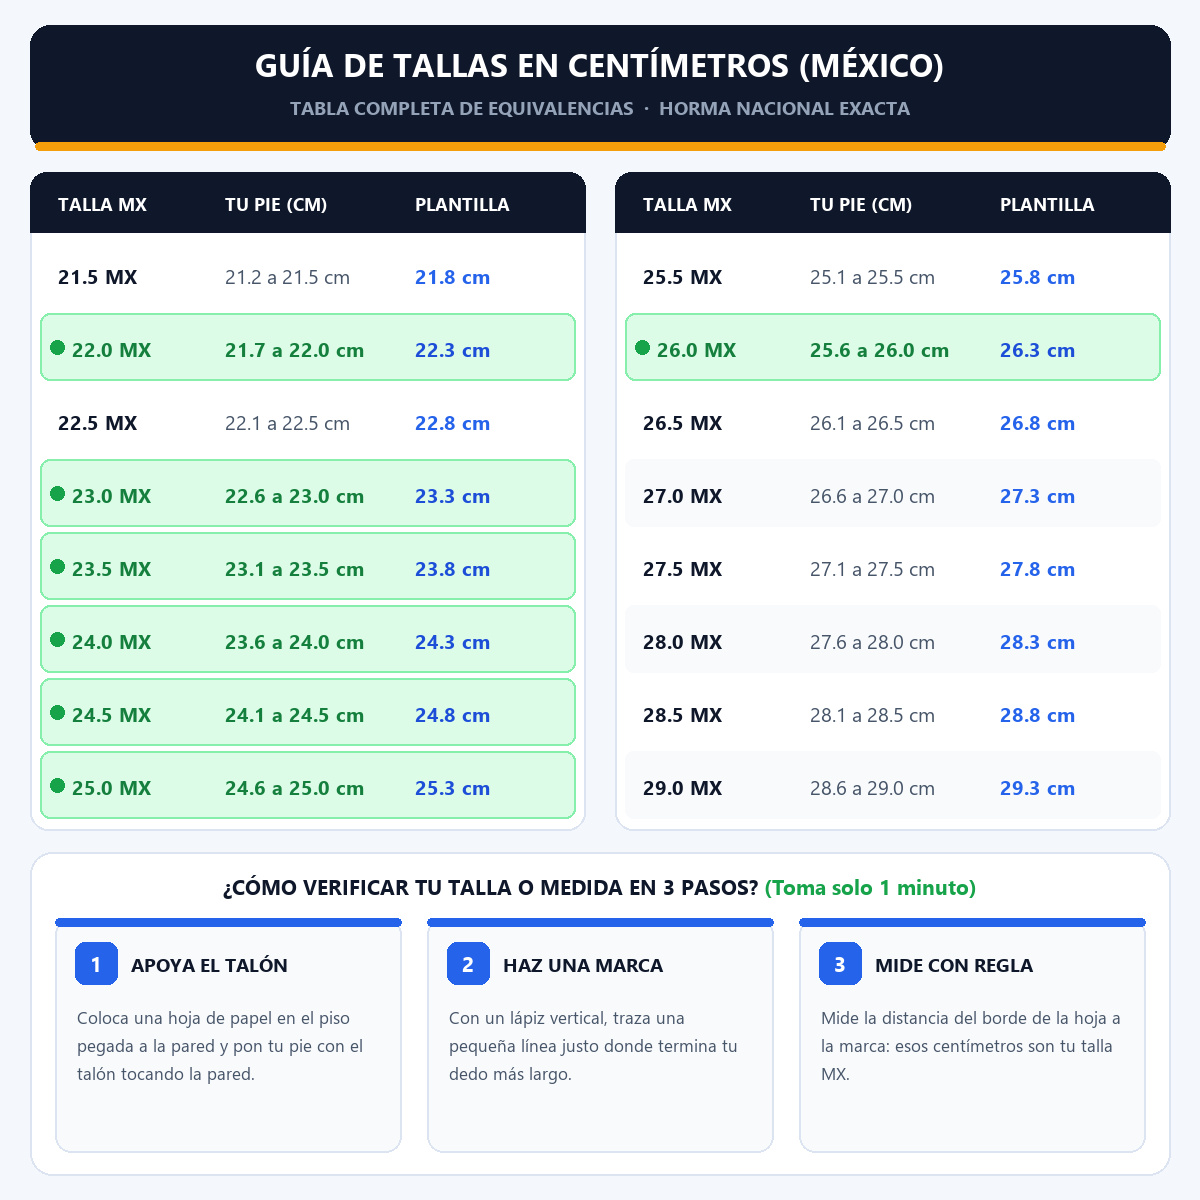 GUÍA DE TALLAS EN CENTÍMETROS (MÉXICO)
TABLA COMPLETA DE EQUIVALENCIAS · HORMA NACIONAL EXACTA
TALLA MX TU PIE (CM) PLANTILLA
21.5 MX 21.2 a 21.5 cm 21.8 cm
22.0 MX 21.7 a 22.0 cm 22.3 cm
22.5 MX 22.1 a 22.5 cm 22.8 cm
23.0 MX 22.6 a 23.0 cm 23.3 cm
23.5 MX 23.1 a 23.5 cm 23.8 cm
24.0 MX 23.6 a 24.0 cm 24.3 cm
24.5 MX 24.1 a 24.5 cm 24.8 cm
25.0 MX 24.6 a 25.0 cm 25.3 cm
TALLA MX TU PIE (CM) PLANTILLA
25.5 MX 25.1 a 25.5 cm 25.8 cm
26.0 MX 25.6 a 26.0 cm 26.3 cm
26.5 MX 26.1 a 26.5 cm 26.8 cm
27.0 MX 26.6 a 27.0 cm 27.3 cm
27.5 MX 27.1 a 27.5 cm 27.8 cm
28.0 MX 27.6 a 28.0 cm 28.3 cm
28.5 MX 28.1 a 28.5 cm 28.8 cm
29.0 MX 28.6 a 29.0 cm 29.3 cm
¿CÓMO VERIFICAR TU TALLA O MEDIDA EN 3 PASOS? (Toma solo 1 minuto)
1 APOYA EL TALÓN
Coloca una hoja de papel en el piso
pegada a la pared y pon tu pie con el
talón tocando la pared.
2 HAZ UNA MARCA
Con un lápiz vertical, traza una
pequeña línea justo donde termina tu
dedo más largo.
3 MIDE CON REGLA
Mide la distancia del borde de la hoja a
la marca: esos centímetros son tu talla
MX.